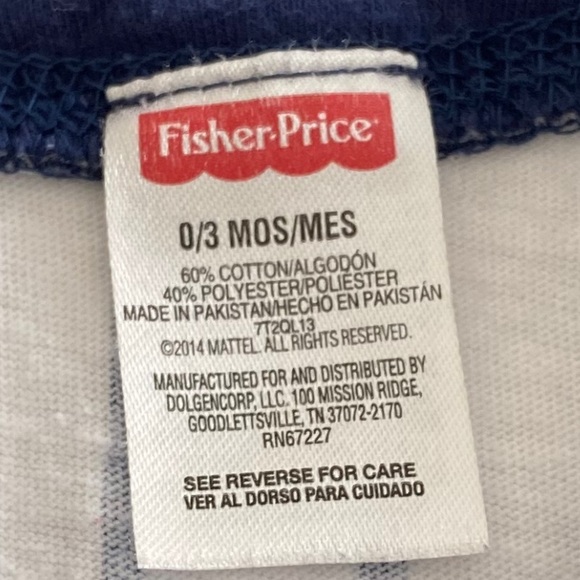 Fisher-Price
0/3 MOS/MES
60% COTTON/ALGODÓN
40% POLYESTER/POLIÉSTER
MADE IN PAKISTAN/HECHO EN PAKISTÁN
7T2QL13
©2014 MATTEL. ALL RIGHTS RESERVED.
MANUFACTURED FOR AND DISTRIBUTED BY
DOLGENCORP, LLC. 100 MISSION RIDGE,
GOODLETTSVILLE, TN 37072-2170
RN67227
SEE REVERSE FOR CARE
VER AL DORSO PARA CUIDADO